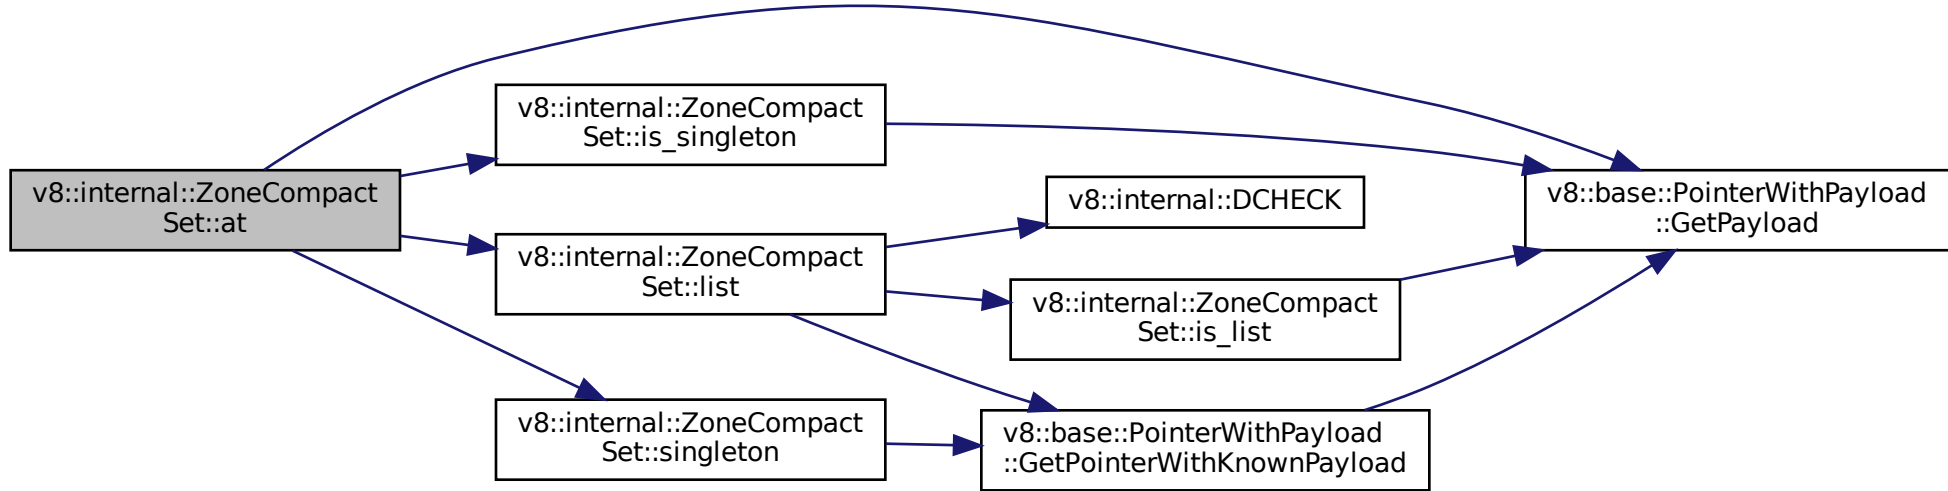 v8::internal::ZoneCompact
Set::at
v8::internal::ZoneCompact
Set::is_singleton
v8::internal::ZoneCompact
Set::list
v8::internal::ZoneCompact
Set::singleton
v8::internal::DCHECK
v8::internal::ZoneCompact
Set::is_list
v8::base::PointerWithPayload
::GetPointerWithKnownPayload
v8::base::PointerWithPayload
::GetPayload